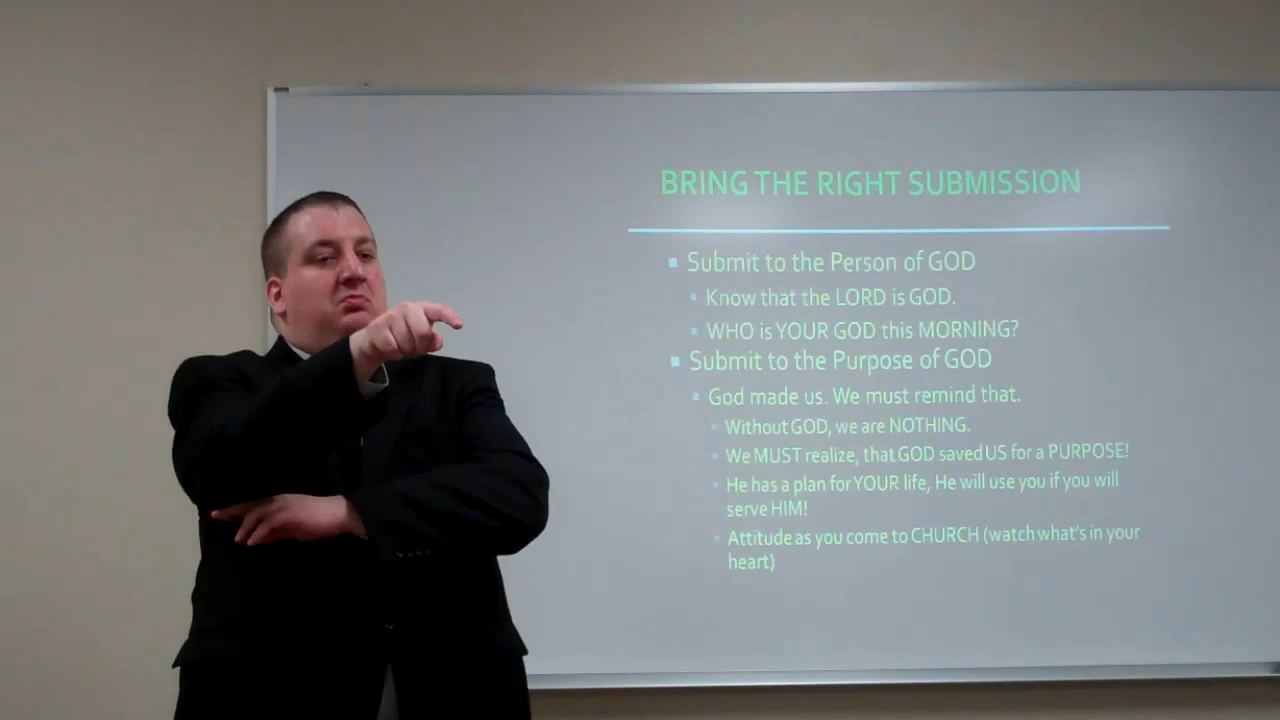 BRING THE RIGHT SUBMISSION
Submit to the Person of GOD
Know that the LORD is GOD.
WHO is YOUR GOD this MORNING?
Submit to the Purpose of GOD
God made us. We must remind that.
Without GOD, we are NOTHING.
We MUST realize, that GOD saved US for a PURPOSE!
He has a plan for YOUR life, He will use you if you will
serve HIM!
Attitude as you come to CHURCH (watch what's in your
heart)